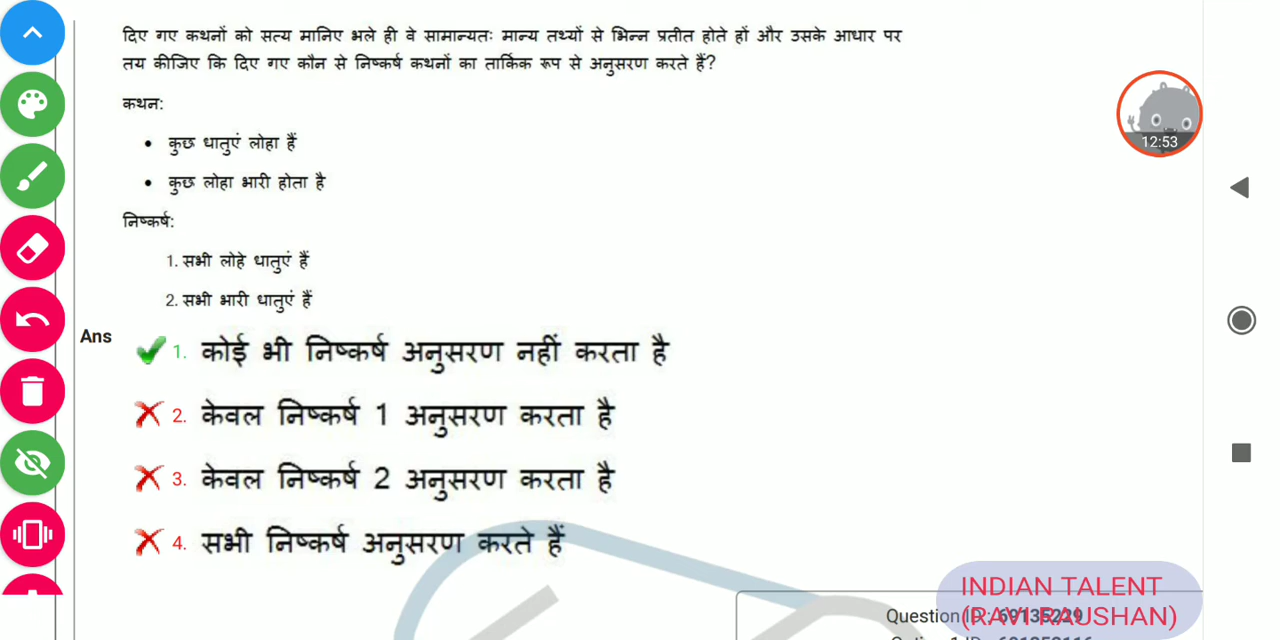 दिए गए कथनों को सत्य मानिए भले ही वे सामान्यतः मान्य तथ्यों से भिन्न प्रतीत होते हों और उसके आधार पर
तय कीजिए कि दिए गए कौन से निष्कर्ष कथनों का तार्किक रूप से अनुसरण करते हैं?
कथन:
• कुछ धातुएं लोहा हैं
• कुछ लोहा भारी होता है
निष्कर्ष:
1. सभी लोहे धातुएं हैं
2. सभी भारी धातुएं हैं
Ans
1. कोई भी निष्कर्ष अनुसरण नहीं करता है
2. केवल निष्कर्ष 1 अनुसरण करता है
3. केवल निष्कर्ष 2 अनुसरण करता है
4. सभी निष्कर्ष अनुसरण करते हैं
12:53
INDIAN TALENT
(RAVI RAUSHAN)
Question